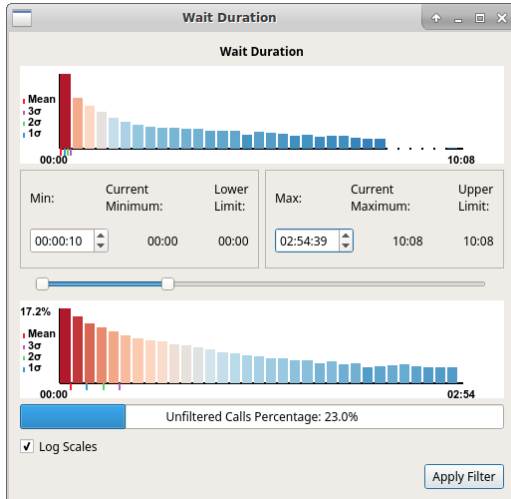 Wait Duration
Wait Duration
Mean
3σ
2σ
1σ
00:00 10:08
Min: Current Minimum: Lower Limit:
00:00:10 00:00 00:00
Max: Current Maximum: Upper Limit:
02:54:39 10:08 10:08
17.2%
Mean
3σ
2σ
1σ
00:00 02:54
Unfiltered Calls Percentage: 23.0%
Log Scales
Apply Filter